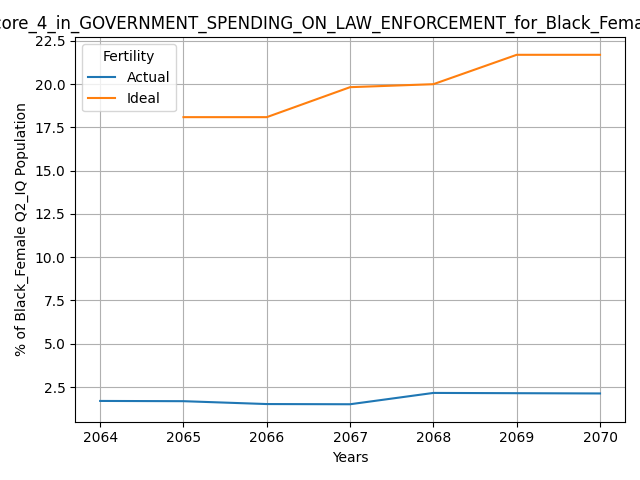 core_4_in_GOVERNMENT_SPENDING_ON_LAW_ENFORCEMENT_for_Black_Fema
22.5
20.0
17.5
15.0
12.5
10.0
7.5
5.0
2.5
Fertility
Actual
Ideal
% of Black_Female Q2_IQ Population
2064 2065 2066 2067 2068 2069 2070
Years